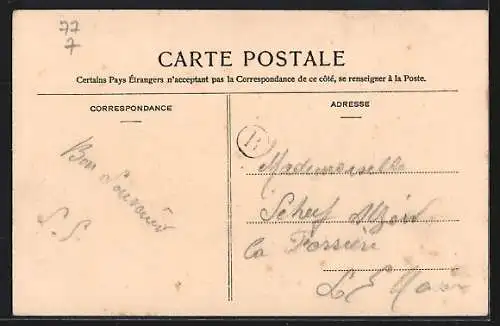 77
7
CARTE POSTALE
Certains Pays Étrangers n'acceptant pas la Correspondance de ce côté, se renseigner à la Poste.
CORRESPONDANCE
Bon Souvenir
S. S.
ADRESSE
B
Mademoiselle
La